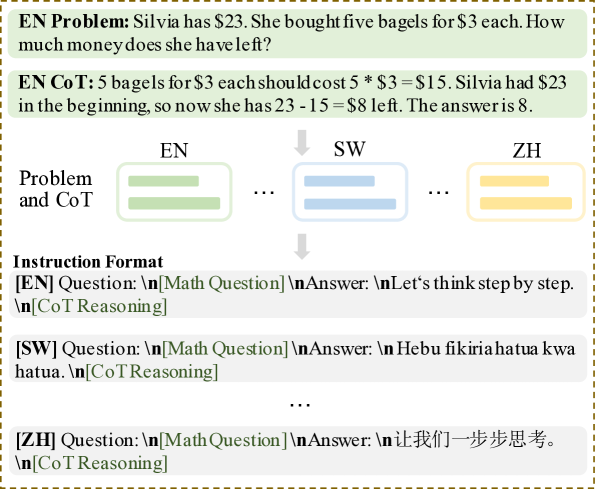 EN Problem: Silvia has $23. She bought five bagels for $3 each. How
much money does she have left?
EN CoT: 5 bagels for $3 each should cost 5 * $3 = $15. Silvia had $23
in the beginning, so now she has 23 - 15 = $8 left. The answer is 8.
EN SW ZH
Problem
and CoT
... ...
Instruction Format
[EN] Question: \n[Math Question] \nAnswer: \nLet‘s think step by step.
\n[CoT Reasoning]
[SW] Question: \n[Math Question] \nAnswer: \n Hebu fikiria hatua kwa
hatua. \n[CoT Reasoning]
...
[ZH] Question: \n[Math Question] \nAnswer: \n 让我们一步步思考。
\n[CoT Reasoning]